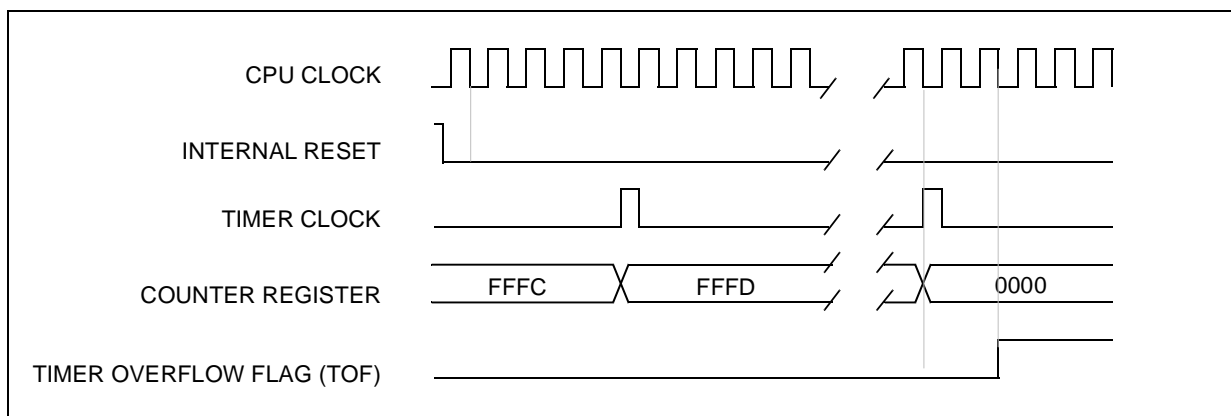 CPU CLOCK
INTERNAL RESET
TIMER CLOCK
COUNTER REGISTER FFFC FFFD 0000
TIMER OVERFLOW FLAG (TOF)